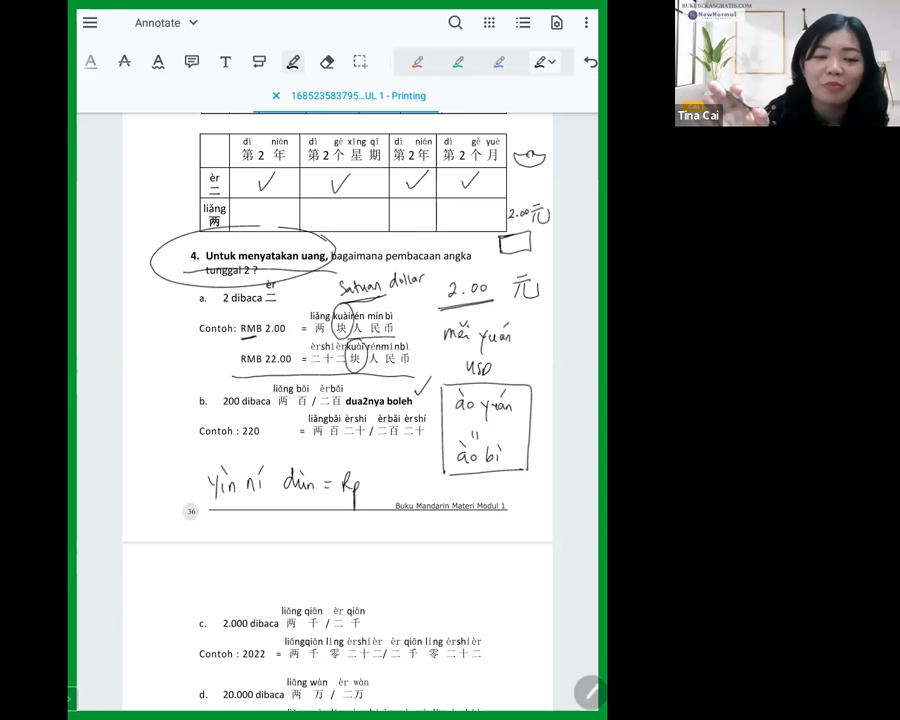 Annotate
168523583795...UL 1 - Printing
dì nián dì gè xīng qī dì nián dì gè yuè
第 2 年 第 2 个 星 期 第 2 年 第 2 个 月
èr
二
liǎng
两
2.00元
4. Untuk menyatakan uang, bagaimana pembacaan angka
tunggal 2 ?
èr
a. 2 dibaca 二
Satuan dollar
2.00 元
liǎng kuài rén mín bì
Contoh: RMB 2.00 = 两 块 人 民 币
měi yuán
èrshíèr kuài rénmínbì
RMB 22.00 = 二 十 二 块 人 民 币
USD
liǎng bǎi èrbǎi
b. 200 dibaca 两 百 / 二 百 dua2nya boleh
ào yuán
liǎngbǎi èrshí èrbǎi èrshí
Contoh : 220 = 两 百 二十 / 二百 二十
"
ào bì
yìn ní dùn = Rp
36
Buku Mandarin Materi Modul 1
liǎng qiān èr qiān
c. 2.000 dibaca 两 千 / 二 千
liǎngqiān líng èrshíèr èr qiān líng èrshíèr
Contoh : 2022 = 两 千 零 二十二/ 二 千 零 二十二
liǎng wàn èr wàn
d. 20.000 dibaca 两 万 / 二万
BUKUTIKASGRATIS.COM
NewNormal
Tina Cai